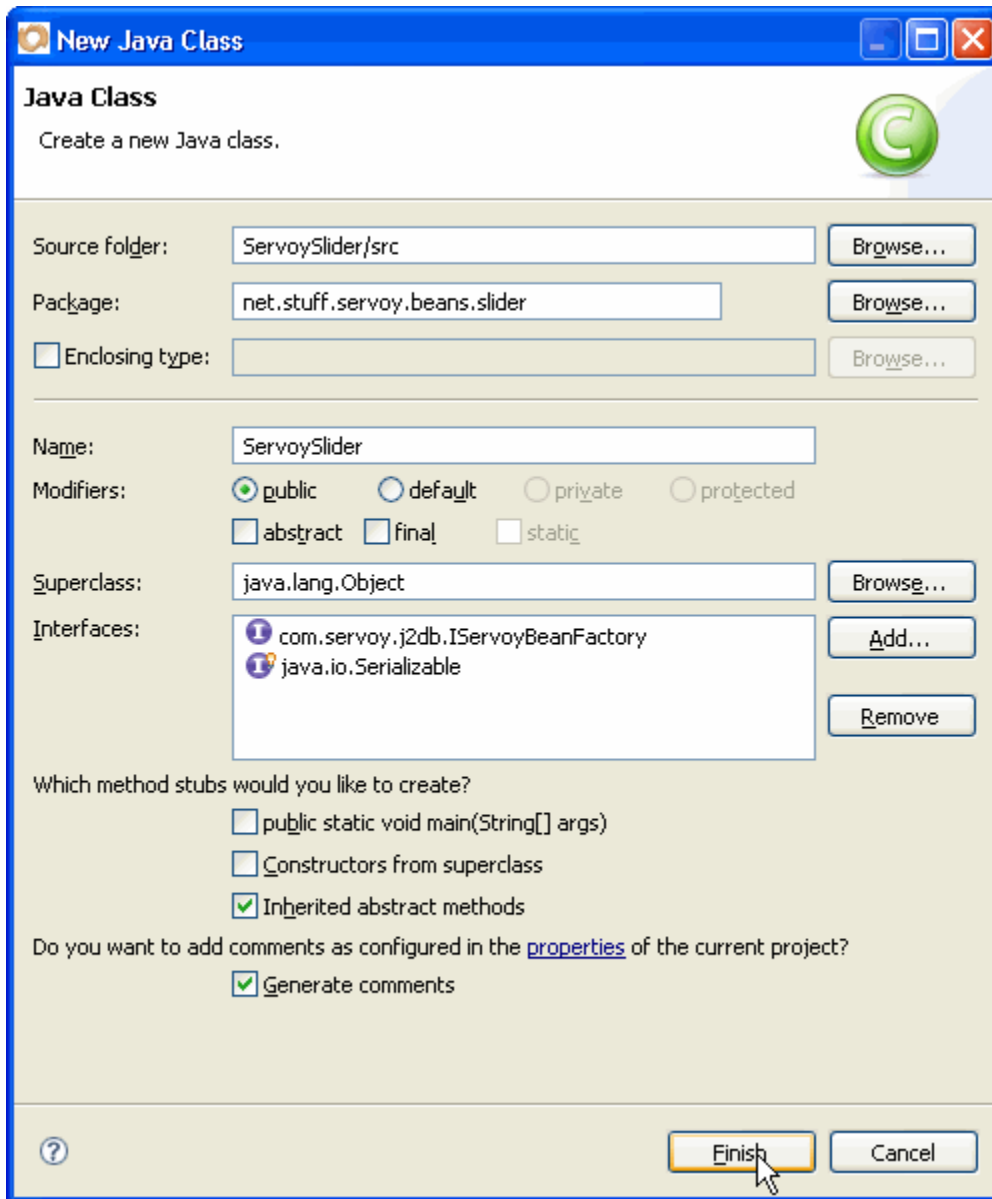 New Java Class
Java Class
Create a new Java class.
C
Source folder: ServoySlider/src Browse...
Package: net.stuff.servoy.beans.slider Browse...
Enclosing type: Browse...
Name: ServoySlider
Modifiers: public default private protected
abstract final static
Superclass: java.lang.Object Browse...
Interfaces: I com.servoy.j2db.IServoyBeanFactory Add...
I java.io.Serializable
Remove
Which method stubs would you like to create?
public static void main(String[] args)
Constructors from superclass
Inherited abstract methods
Do you want to add comments as configured in the properties of the current project?
Generate comments
? Finish Cancel